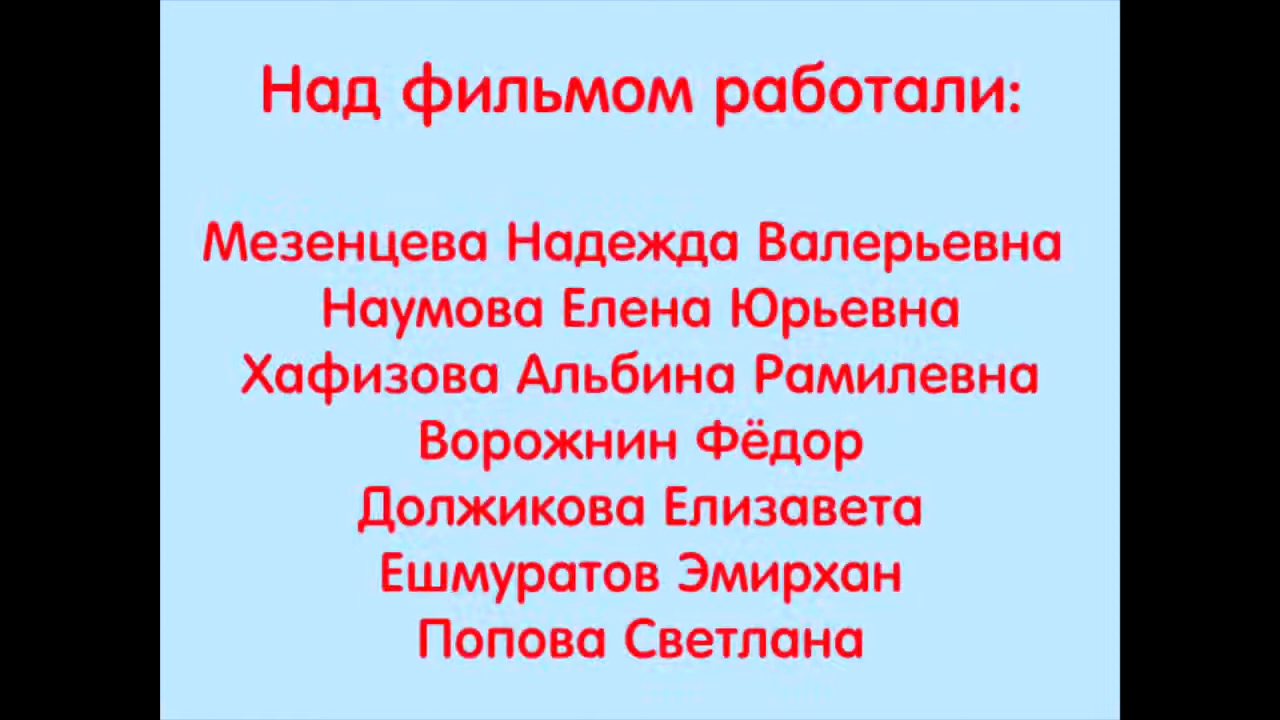 Над фильмом работали:
Мезенцева Надежда Валерьевна
Наумова Елена Юрьевна
Хафизова Альбина Рамилевна
Ворожнин Фёдор
Должикова Елизавета
Ешмуратов Эмирхан
Попова Светлана